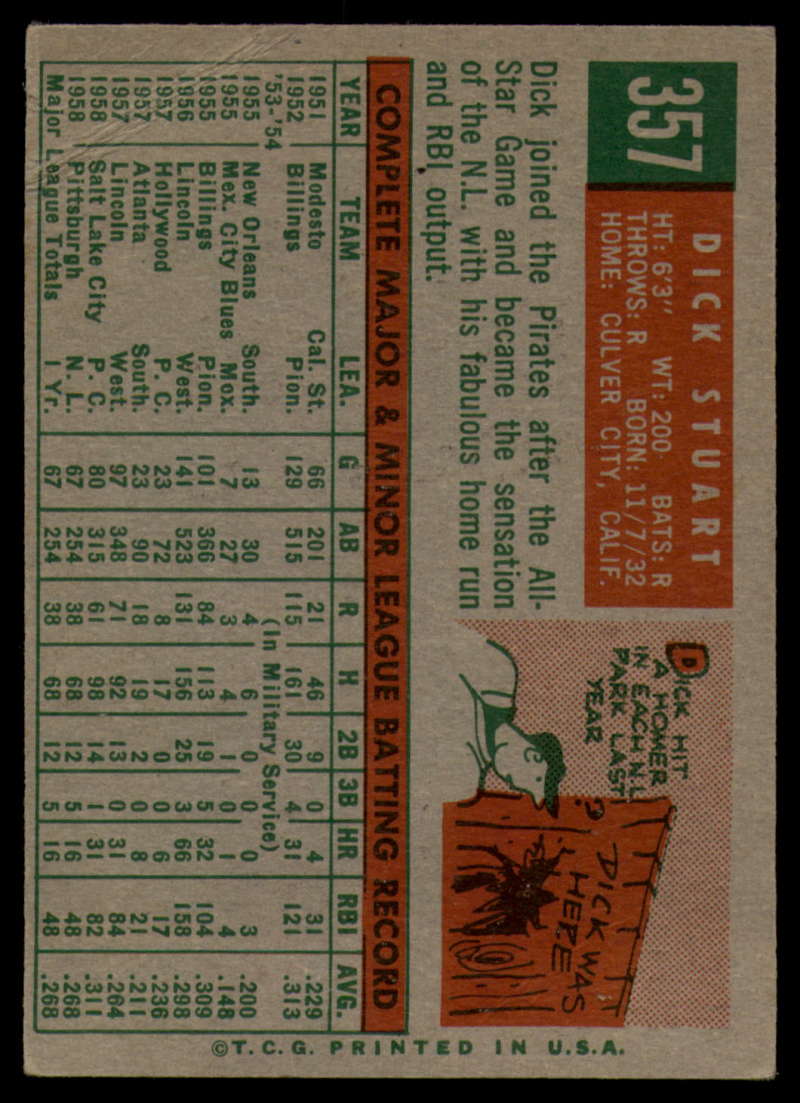 357
DICK STUART
HT: 6'3" WT: 200 BATS: R
THROWS: R BORN: 11/7/32
HOME: CULVER CITY, CALIF.
Dick joined the Pirates after the All-
Star Game and became the sensation
of the N.L. with his fabulous home run
and RBI output.
DICK HIT
A HOMER
IN EACH N.L.
PARK LAST
YEAR
?
DICK WAS
HERE
COMPLETE MAJOR & MINOR LEAGUE BATTING RECORD
YEAR TEAM LEA. G AB R H 2B 3B HR RBI AVG.
1951 Modesto Cal. St. 66 201 21 46 9 0 4 31 .229
1952 Billings Pion. 129 515 115 161 30 4 31 121 .313
'53-'54 (In Military Service)
1955 New Orleans South. 13 30 4 6 0 0 0 3 .200
1955 Mex. City Blues Mex. 7 27 3 4 1 0 1 4 .148
1955 Billings Pion. 101 366 84 113 19 5 32 104 .309
1956 Lincoln West. 141 523 131 156 25 3 66 158 .298
1957 Hollywood P. C. 23 72 8 17 0 0 6 17 .236
1957 Atlanta South. 23 90 18 19 2 0 8 21 .211
1957 Lincoln West. 97 348 71 92 13 0 31 84 .264
1958 Salt Lake City P. C. 80 315 61 98 14 1 31 82 .311
1958 Pittsburgh N. L. 67 254 38 68 12 5 16 48 .268
Major League Totals 1 Yr. 67 254 38 68 12 5 16 48 .268
©T.C.G. PRINTED IN U.S.A.